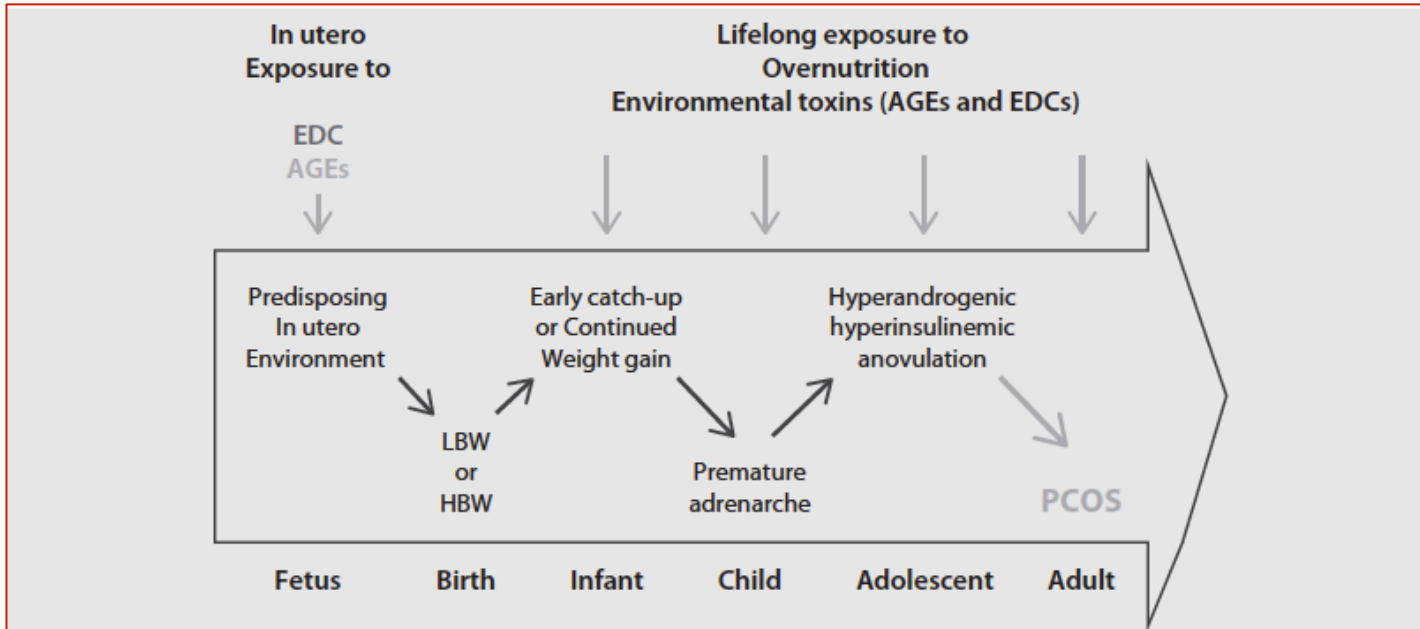 In utero
Exposure to
EDC
AGEs
Lifelong exposure to
Overnutrition
Environmental toxins (AGEs and EDCs)
Predisposing
In utero
Environment
LBW
or
HBW
Early catch-up
or Continued
Weight gain
Premature
adrenarche
Hyperandrogenic
hyperinsulinemic
anovulation
PCOS
Fetus Birth Infant Child Adolescent Adult